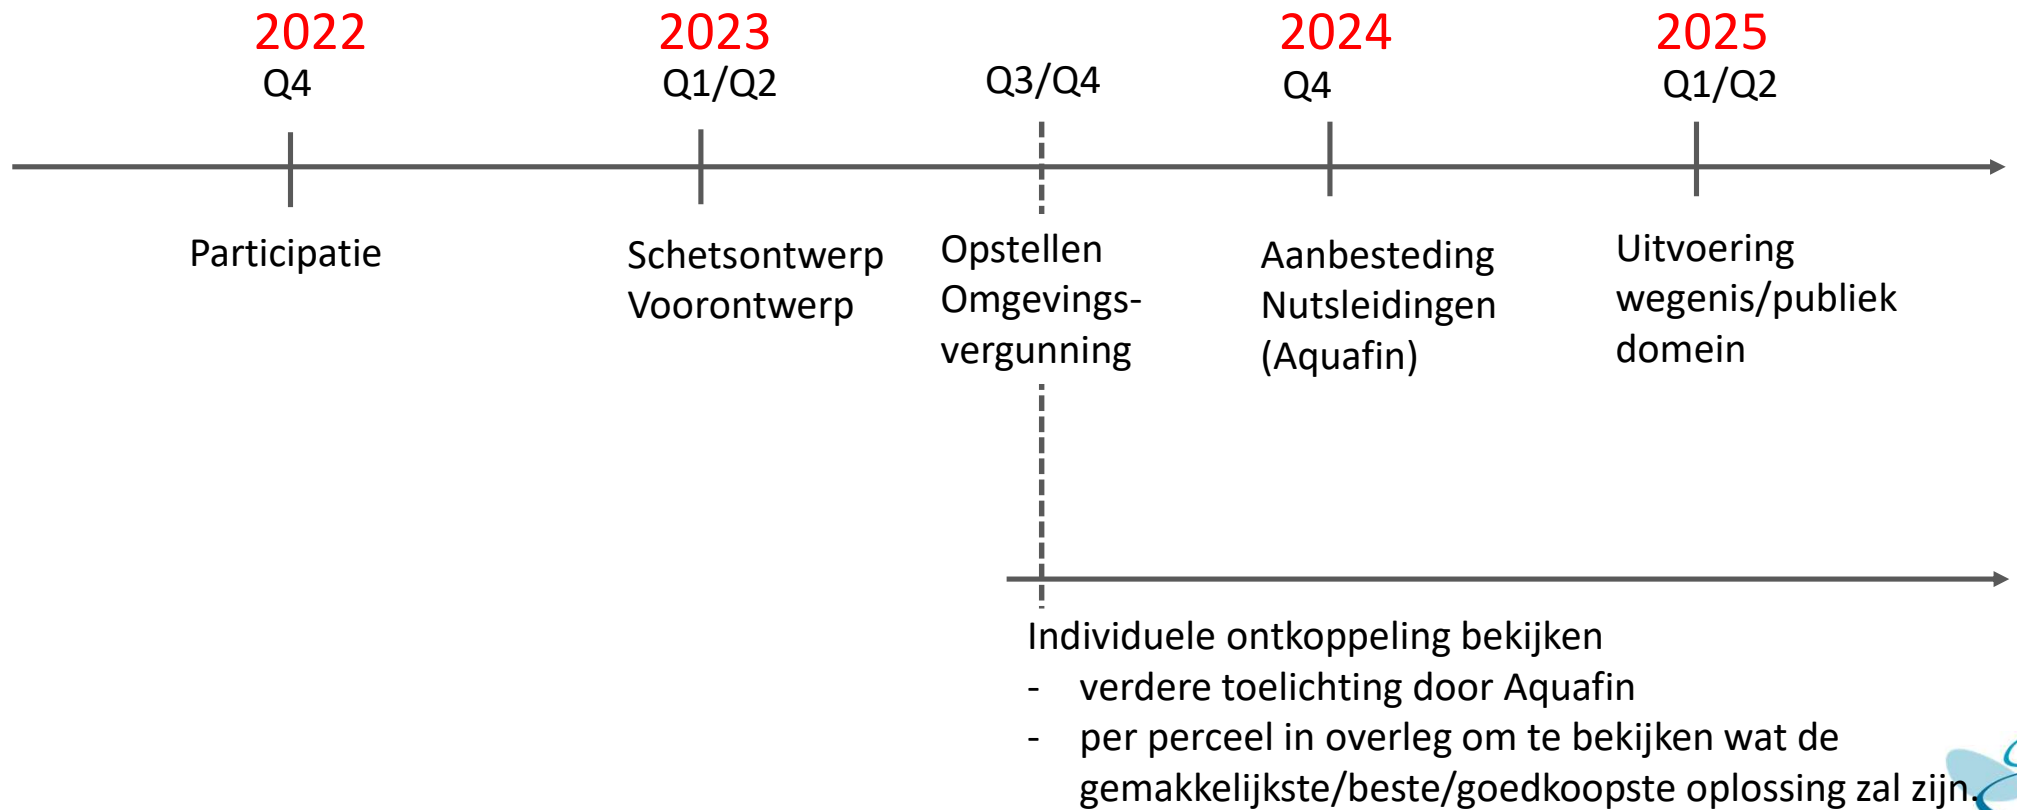 2022
2023
2024
2025
Q4
Q1/Q2
Q3/Q4
Q4
Q1/Q2
Participatie
Schetsontwerp
Voorontwerp
Opstellen
Omgevings-
vergunning
Aanbesteding
Nutsleidingen
(Aquafin)
Uitvoering
wegenis/publiek
domein
Individuele ontkoppeling bekijken
- verdere toelichting door Aquafin
- per perceel in overleg om te bekijken wat de
gemakkelijkste/beste/goedkoopste oplossing zal zijn.